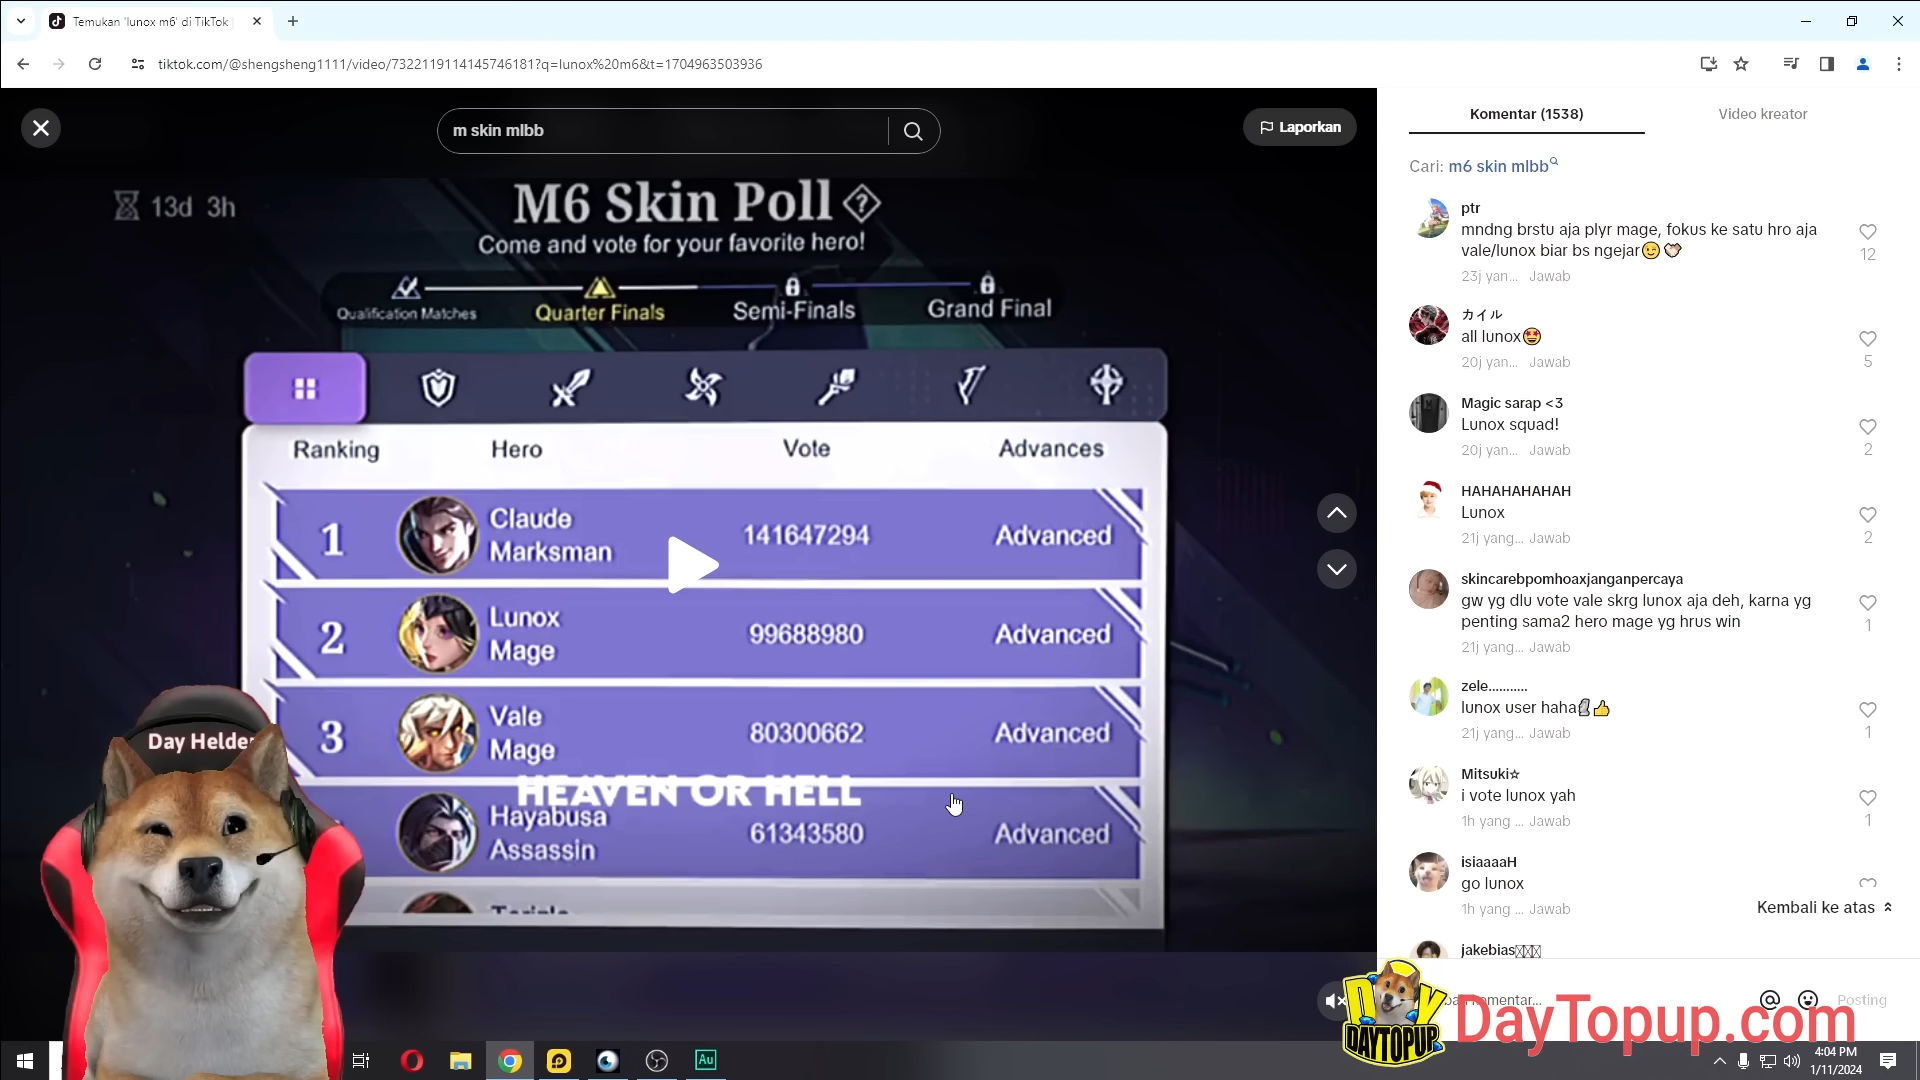 Temukan 'lunox m6' di TikTok
tiktok.com/@shengsheng1111/video/7322119114145746181?q=lunox%20m6&t=1704963503936
m skin mlbb
Laporkan
13d 3h
M6 Skin Poll
Come and vote for your favorite hero!
Qualification Matches
Quarter Finals
Semi-Finals
Grand Final
Ranking Hero Vote Advances
1 Claude Marksman 141647294 Advanced
2 Lunox Mage 99688980 Advanced
3 Vale Mage 80300662 Advanced
HEAVEN OR HELL
Hayabusa Assassin 61343580 Advanced
Day Helder
Komentar (1538)
Video kreator
Cari: m6 skin mlbb
ptr
mndng brstu aja plyr mage, fokus ke satu hro aja
vale/lunox biar bs ngejar😉🤝
23j yan... Jawab
12
カイル
all lunox🤩
20j yan... Jawab
5
Magic sarap <3
Lunox squad!
20j yan... Jawab
2
HAHAHAHAHAH
Lunox
21j yang... Jawab
2
skincarebpomhoaxjanganpercaya
gw yg dlu vote vale skrg lunox aja deh, karna yg
penting sama2 hero mage yg hrus win
21j yang... Jawab
1
zele...........
lunox user haha🗿👍
21j yang... Jawab
1
Mitsuki☆
i vote lunox yah
1h yang ... Jawab
1
isiaaaaH
go lunox
1h yang ... Jawab
Kembali ke atas
jakebias
komentar...
Posting
DAYTOPUP
DayTopup.com
Au
4:04 PM
1/11/2024